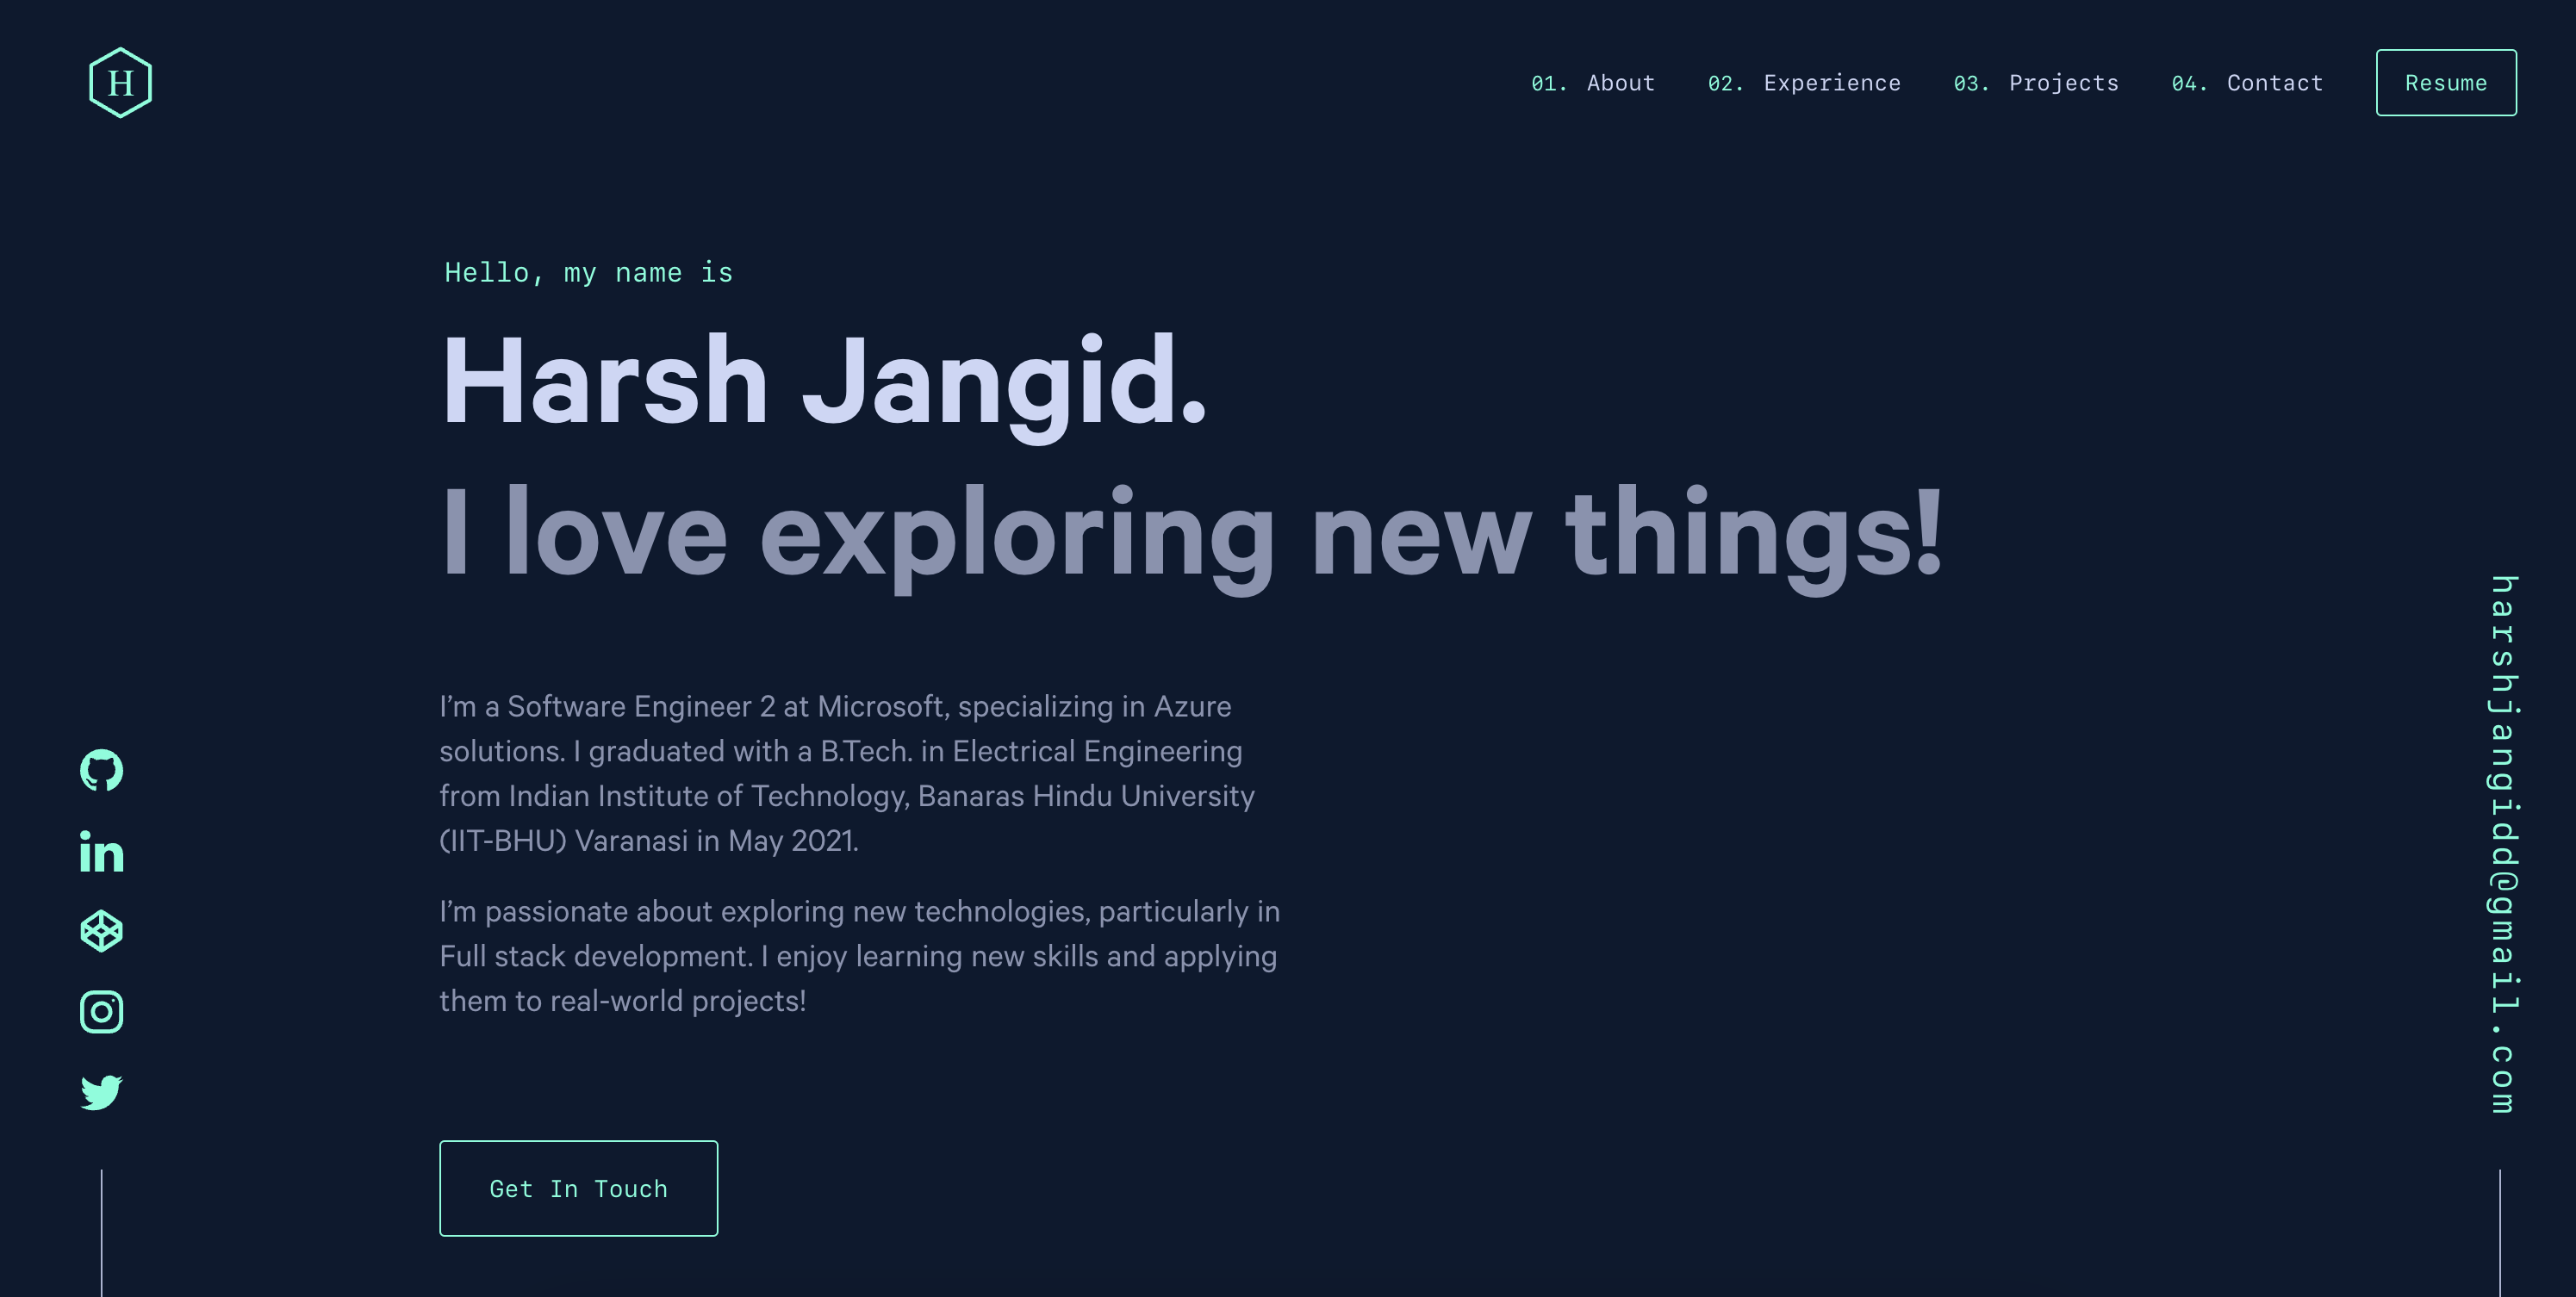 H
01. About
02. Experience
03. Projects
04. Contact
Resume
Hello, my name is
Harsh Jangid.
I love exploring new things!
I’m a Software Engineer 2 at Microsoft, specializing in Azure
solutions. I graduated with a B.Tech. in Electrical Engineering
from Indian Institute of Technology, Banaras Hindu University
(IIT-BHU) Varanasi in May 2021.
I’m passionate about exploring new technologies, particularly in
Full stack development. I enjoy learning new skills and applying
them to real-world projects!
Get In Touch
in
harshjangidd@gmail.com